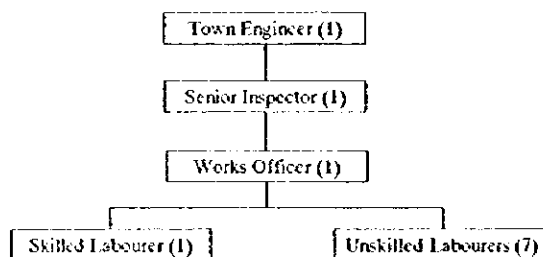 Town Engineer (1)
Senior Inspector (1)
Works Officer (1)
Skilled Labourer (1)
Unskilled Labourers (7)